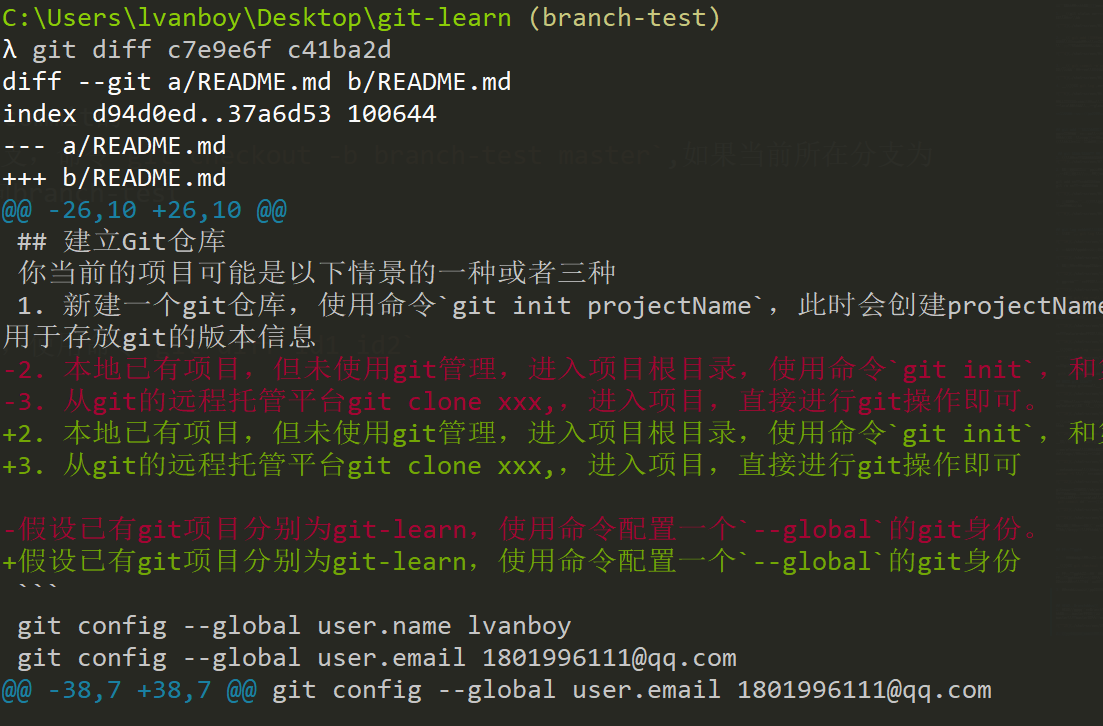 C:\Users\lvanboy\Desktop\git-learn (branch-test)
λ git diff c7e9e6f c41ba2d
diff --git a/README.md b/README.md
index d94d0ed..37a6d53 100644
--- a/README.md
+++ b/README.md
@@ -26,10 +26,10 @@
## 建立Git仓库
你当前的项目可能是以下情景的一种或者三种
1. 新建一个git仓库，使用命令`git init projectName`，此时会创建projectName
用于存放git的版本信息
-2. 本地已有项目，但未使用git管理，进入项目根目录，使用命令`git init`，和
-3. 从git的远程托管平台git clone xxx,，进入项目，直接进行git操作即可。
+2. 本地已有项目，但未使用git管理，进入项目根目录，使用命令`git init`，和
+3. 从git的远程托管平台git clone xxx,，进入项目，直接进行git操作即可
-假设已有git项目分别为git-learn，使用命令配置一个`--global`的git身份。
+假设已有git项目分别为git-learn，使用命令配置一个`--global`的git身份
```
git config --global user.name lvanboy
git config --global user.email 1801996111@qq.com
@@ -38,7 +38,7 @@ git config --global user.email 1801996111@qq.com